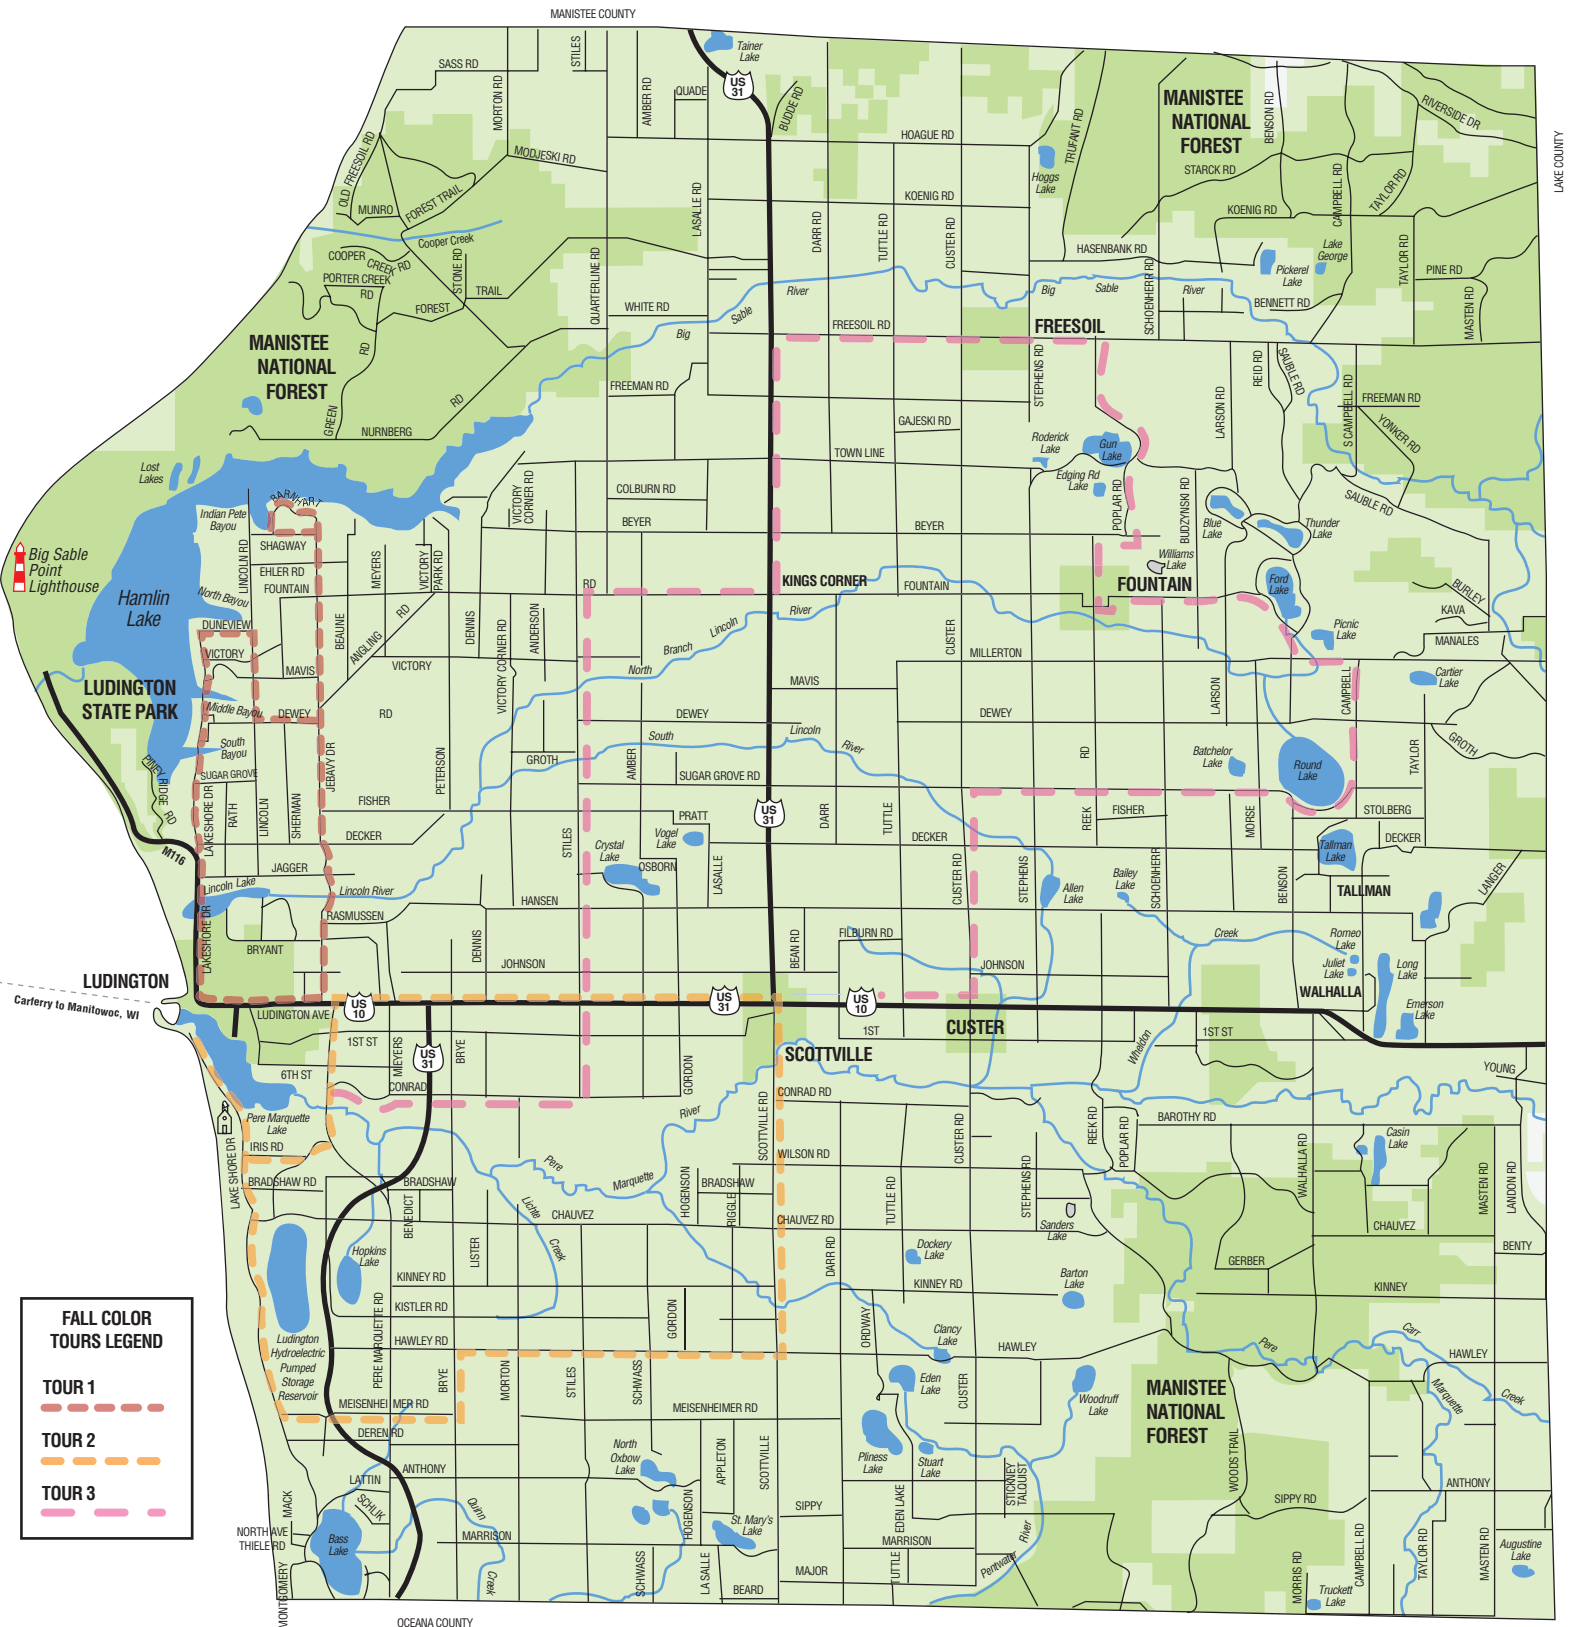 MANISTEE COUNTY
LAKE COUNTY
OCEANA COUNTY
Tainer
Lake
SASS RD
STILES
MORTON RD
AMBER RD
QUADE
US
31
BUDDE RD
HOAGUE RD
TRUFANT RD
MANISTEE
NATIONAL
FOREST
BENSON RD
RIVERSIDE DR
STARCK RD
CAMPBELL RD
TAYLOR RD
OLD FREESOIL RD
MODJESKI RD
MUNRO
FOREST TRAIL
Cooper Creek
LASALLE RD
Hoggs
Lake
KOENIG RD
DARR RD
TUTTLE RD
CUSTER RD
KOENIG RD
HASENBANK RD
SCHOENHERR RD
Pickerel
Lake
Lake
George
TAYLOR RD
PINE RD
MASTEN RD
BENNETT RD
COOPER
CREEK RD
PORTER CREEK
RD
STONE RD
TRAIL
FOREST
QUARTERLINE RD
WHITE RD
Big
Sable
River
Big
Sable
River
FREESOIL RD
FREESOIL
MANISTEE
NATIONAL
FOREST
RD
GREEN
NURNBERG
RD
FREEMAN RD
STEPHENS RD
LARSON RD
REID RD
SAUBLE RD
S CAMPBELL RD
FREEMAN RD
YONKER RD
GAJESKI RD
TOWN LINE
Roderick
Lake
Gun
Lake
Edging Rd
Lake
POPLAR RD
BUDZYNSKI RD
Blue
Lake
Thunder
Lake
SAUBLE RD
Lost
Lakes
BARNHART
Indian Pete
Bayou
SHAGWAY
LINCOLN RD
EHLER RD
FOUNTAIN
North Bayou
MEYERS
VICTORY
PARK RD
VICTORY
CORNER RD
COLBURN RD
BEYER
BEYER
Big Sable
Point
Lighthouse
Hamlin
Lake
RD
KINGS CORNER
FOUNTAIN
Williams
Lake
FOUNTAIN
Ford
Lake
BURLEY
KAVA
MANALES
Picnic
Lake
Cartier
Lake
DUNEVIEW
VICTORY
MAVIS
BEAUNE
ANGLING
RD
VICTORY
DENNIS
VICTORY CORNER RD
ANDERSON
North
Branch
Lincoln
River
CUSTER
MILLERTON
MAVIS
LARSON
CAMPBELL
LUDINGTON
STATE PARK
Middle Bayou
DEWEY
RD
DEWEY
DEWEY
South
Bayou
SUGAR GROVE
PINEY RIDGE
RD
LAKESHORE DR
RATH
LINCOLN
SHERMAN
JEBAVY DR
PETERSON
GROTH
South
Lincoln
River
AMBER
SUGAR GROVE RD
RD
Batchelor
Lake
Round
Lake
TAYLOR
GROTH
FISHER
DECKER
JAGGER
M116
STILES
PRATT
Vogel
Lake
Crystal
Lake
OSBORN
LASALLE
US
31
DARR
TUTTLE
DECKER
REEK
FISHER
MORSE
STOLBERG
DECKER
Tallman
Lake
TALLMAN
LANGER
Lincoln Lake
Lincoln River
HANSEN
CUSTER RD
STEPHENS
Allen
Lake
Bailey
Lake
SCHOENHERR
BENSON
LAKESHORE DR
RASMUSSEN
BRYANT
DENNIS
JOHNSON
BEAN RD
FILBURN RD
JOHNSON
Creek
Romeo
Lake
Juliet
Lake
Long
Lake
WALHALLA
Emerson
Lake
LUDINGTON
Carferry to Manitowoc, WI
LUDINGTON AVE
US
10
US
31
US
10
CUSTER
1ST
1ST ST
SCOTTVILLE
1ST ST
MEYERS
US
31
BRYE
6TH ST
CONRAD
GORDON
Wheldon
YOUNG
Pere Marquette
Lake
IRIS RD
LAKE SHORE DR
BRADSHAW RD
BRADSHAW
BENEDICT
River
SCOTTVILLE RD
CONRAD RD
WILSON RD
CUSTER RD
REEK RD
POPLAR RD
BAROTHY RD
Casin
Lake
WALHALLA RD
MASTEN RD
LANDON RD
Pere
Marquette
Lichte
Creek
HOGENSON
BRADSHAW
RIGGLE
CHAUVEZ
CHAUVEZ RD
TUTTLE RD
STEPHENS RD
Sanders
Lake
CHAUVEZ
BENTY
LISTER
Hopkins
Lake
DARR RD
Dockery
Lake
Barton
Lake
GERBER
KINNEY RD
KINNEY RD
KINNEY
KISTLER RD
PERE MARQUETTE RD
GORDON
HAWLEY RD
ORDWAY
Clancy
Lake
HAWLEY
Pere
Carr
HAWLEY
Marquette
Creek
Ludington
Hydroelectric
Pumped
Storage
Reservoir
BRYE
MORTON
STILES
SCHWASS
Eden
Lake
CUSTER
Woodruff
Lake
MANISTEE
NATIONAL
FOREST
MEISENHEIMER RD
MEISENHEIMER RD
DEREN RD
Pliness
Lake
Stuart
Lake
North
Oxbow
Lake
APPLETON
SCOTTVILLE
ANTHONY
LATTIN
SCHLIK
MACK
STICKNEY
TALQUIST
WOODS TRAIL
ANTHONY
SIPPY
EDEN LAKE
SIPPY RD
NORTH AVE
THIELE RD
Bass
Lake
Quinn
Creek
MARRISON
HOGENSON
St. Mary's
Lake
MARRISON
River
Pentwater
CAMPBELL RD
TAYLOR RD
MASTEN RD
Augustine
Lake
MONTGOMERY
SCHWASS
LA SALLE
BEARD
MAJOR
TUTTLE
MORRIS RD
Truckett
Lake
FALL COLOR
TOURS LEGEND
TOUR 1
TOUR 2
TOUR 3